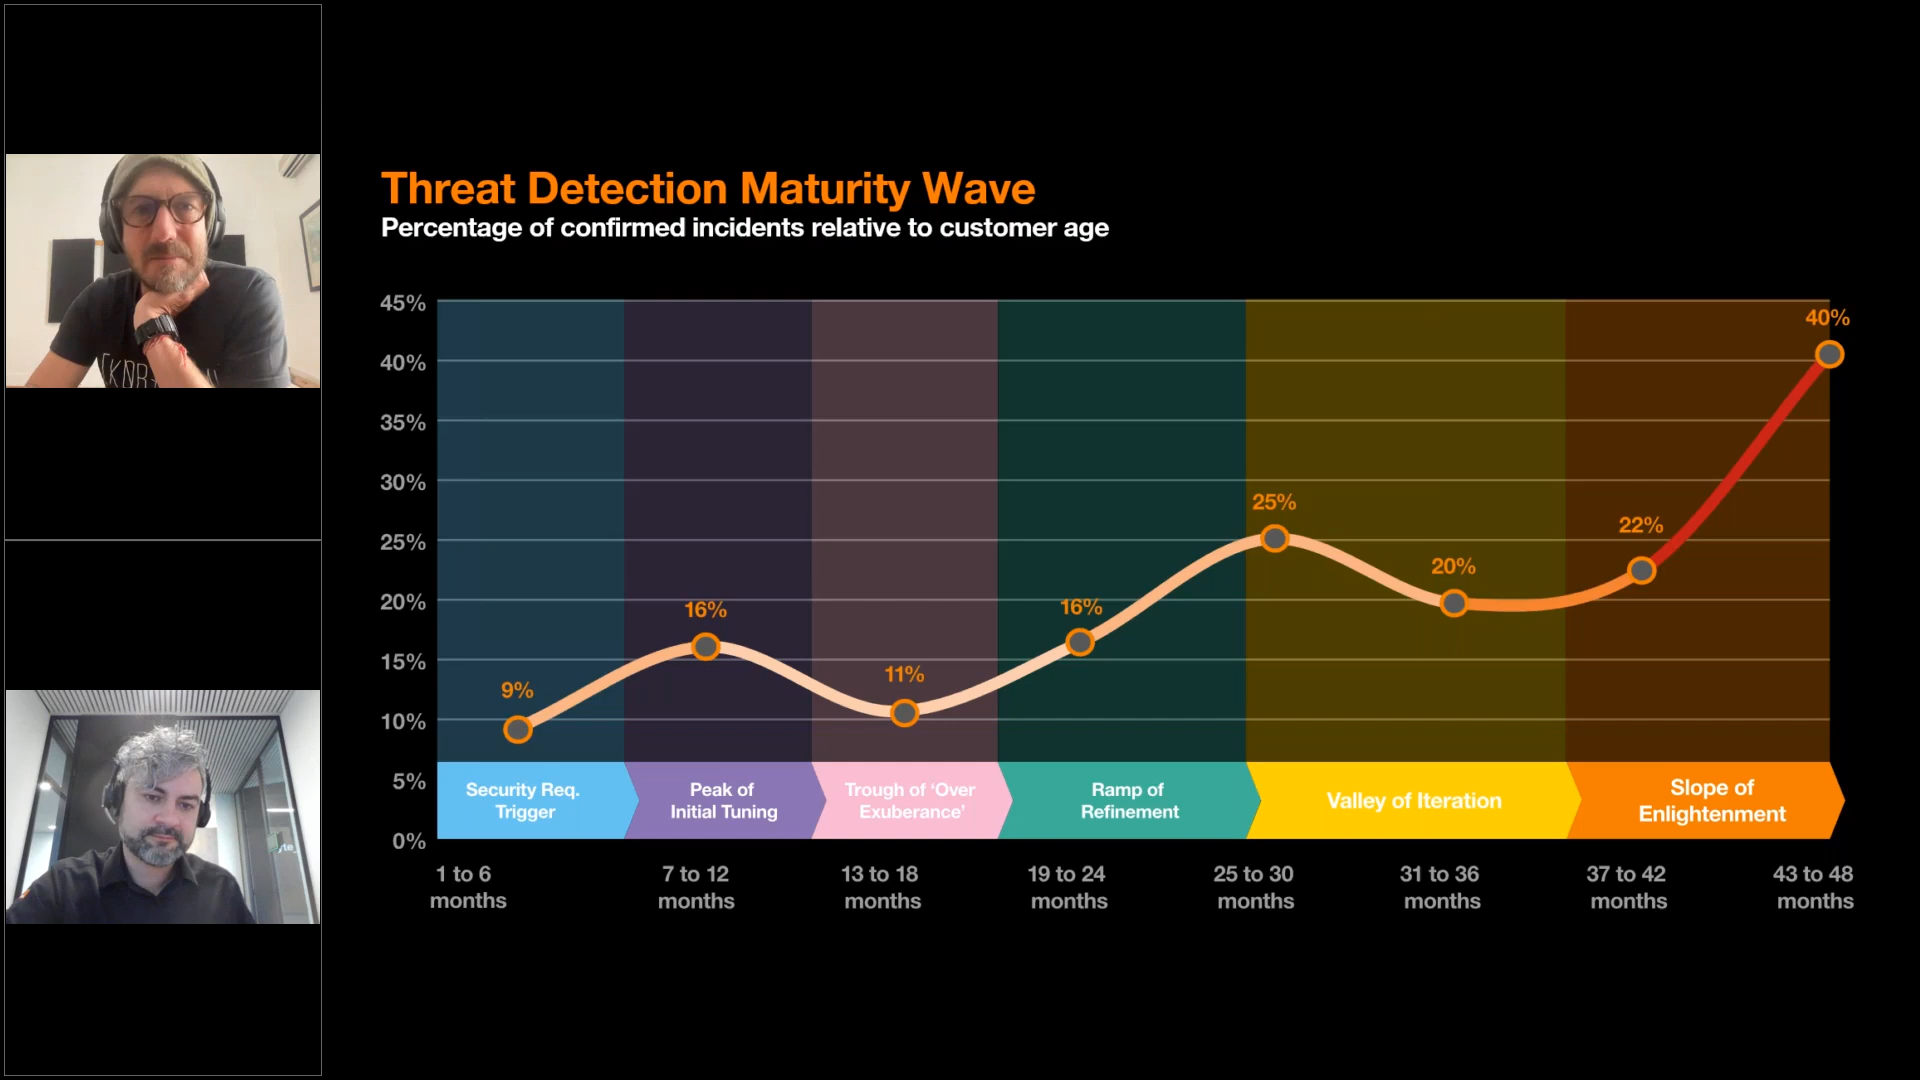 Threat Detection Maturity Wave
Percentage of confirmed incidents relative to customer age
45%
40%
35%
30%
25%
20%
15%
10%
5%
0%
9%
16%
11%
16%
25%
20%
22%
40%
Security Req.
Trigger
Peak of
Initial Tuning
Trough of ‘Over
Exuberance’
Ramp of
Refinement
Valley of Iteration
Slope of
Enlightenment
1 to 6
months
7 to 12
months
13 to 18
months
19 to 24
months
25 to 30
months
31 to 36
months
37 to 42
months
43 to 48
months